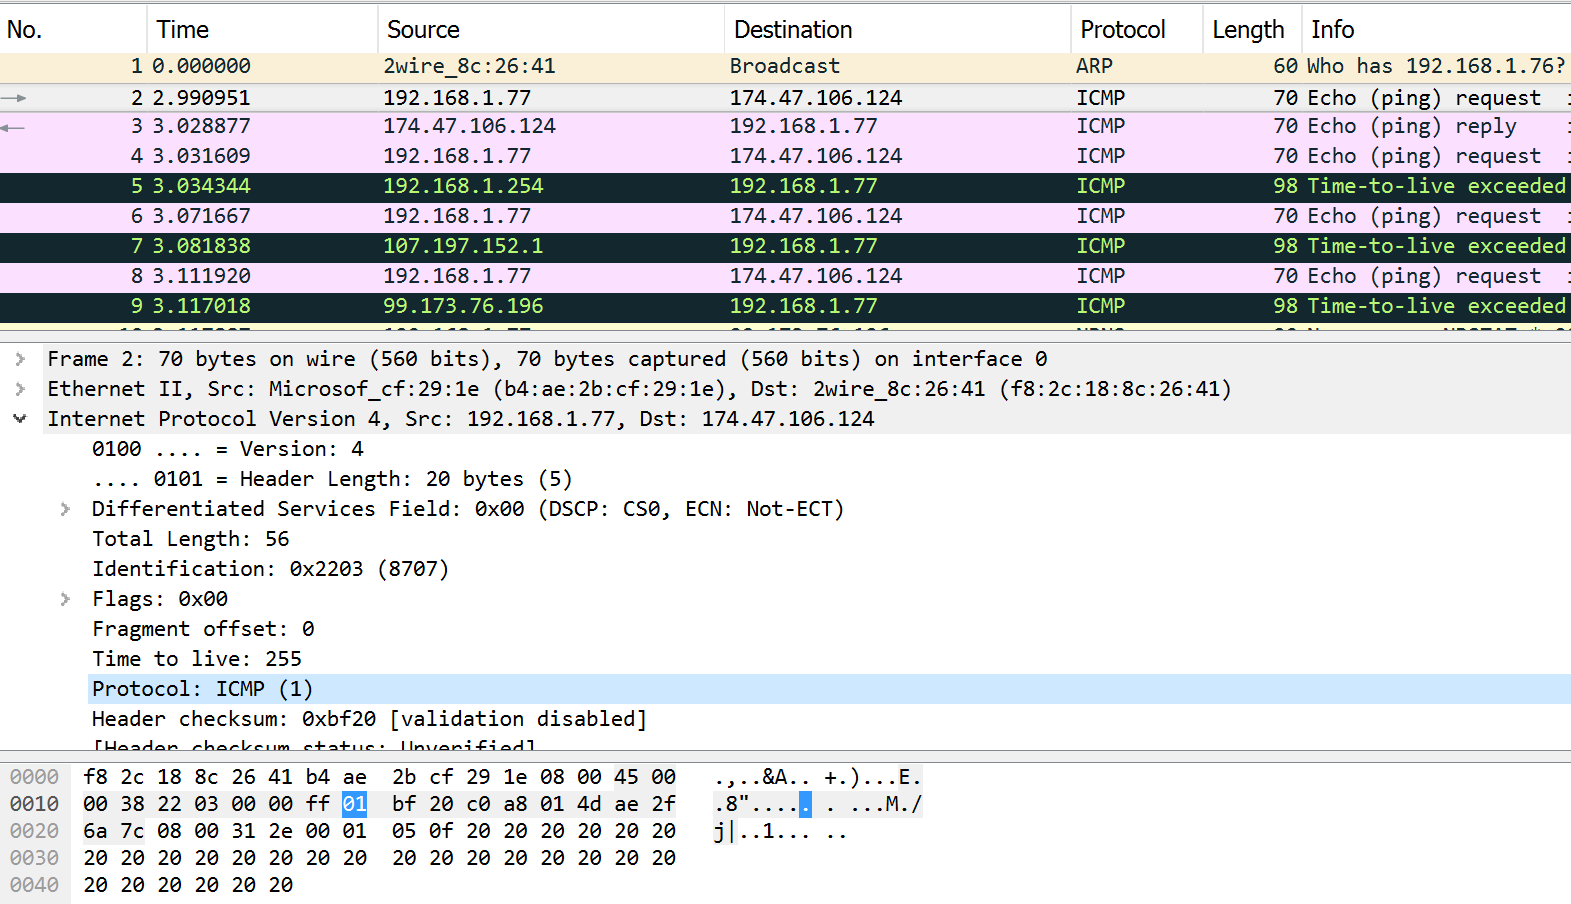 No. Time Source Destination Protocol Length Info
1 0.000000 2wire_8c:26:41 Broadcast ARP 60 Who has 192.168.1.76?
2 2.990951 192.168.1.77 174.47.106.124 ICMP 70 Echo (ping) request
3 3.028877 174.47.106.124 192.168.1.77 ICMP 70 Echo (ping) reply
4 3.031609 192.168.1.77 174.47.106.124 ICMP 70 Echo (ping) request
5 3.034344 192.168.1.254 192.168.1.77 ICMP 98 Time-to-live exceeded
6 3.071667 192.168.1.77 174.47.106.124 ICMP 70 Echo (ping) request
7 3.081838 107.197.152.1 192.168.1.77 ICMP 98 Time-to-live exceeded
8 3.111920 192.168.1.77 174.47.106.124 ICMP 70 Echo (ping) request
9 3.117018 99.173.76.196 192.168.1.77 ICMP 98 Time-to-live exceeded
Frame 2: 70 bytes on wire (560 bits), 70 bytes captured (560 bits) on interface 0
Ethernet II, Src: Microsof_cf:29:1e (b4:ae:2b:cf:29:1e), Dst: 2wire_8c:26:41 (f8:2c:18:8c:26:41)
Internet Protocol Version 4, Src: 192.168.1.77, Dst: 174.47.106.124
0100 .... = Version: 4
.... 0101 = Header Length: 20 bytes (5)
Differentiated Services Field: 0x00 (DSCP: CS0, ECN: Not-ECT)
Total Length: 56
Identification: 0x2203 (8707)
Flags: 0x00
Fragment offset: 0
Time to live: 255
Protocol: ICMP (1)
Header checksum: 0xbf20 [validation disabled]
[Header checksum status: Unverified]
0000 f8 2c 18 8c 26 41 b4 ae 2b cf 29 1e 08 00 45 00 .,..&A.. +.)...E.
0010 00 38 22 03 00 00 ff 01 bf 20 c0 a8 01 4d ae 2f .8"..... . ...M./
0020 6a 7c 08 00 31 2e 00 01 05 0f 20 20 20 20 20 20 j|..1... ..
0030 20 20 20 20 20 20 20 20 20 20 20 20 20 20 20 20
0040 20 20 20 20 20 20